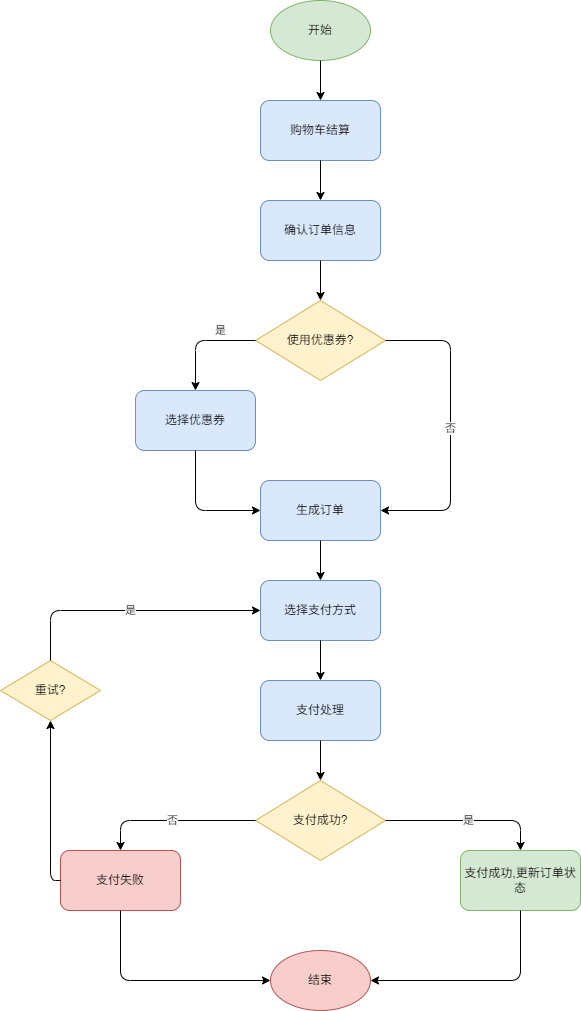 开始
购物车结算
确认订单信息
使用优惠券?
是
选择优惠券
否
生成订单
选择支付方式
是
重试?
支付处理
支付成功?
否
是
支付失败
支付成功,更新订单状
态
结束